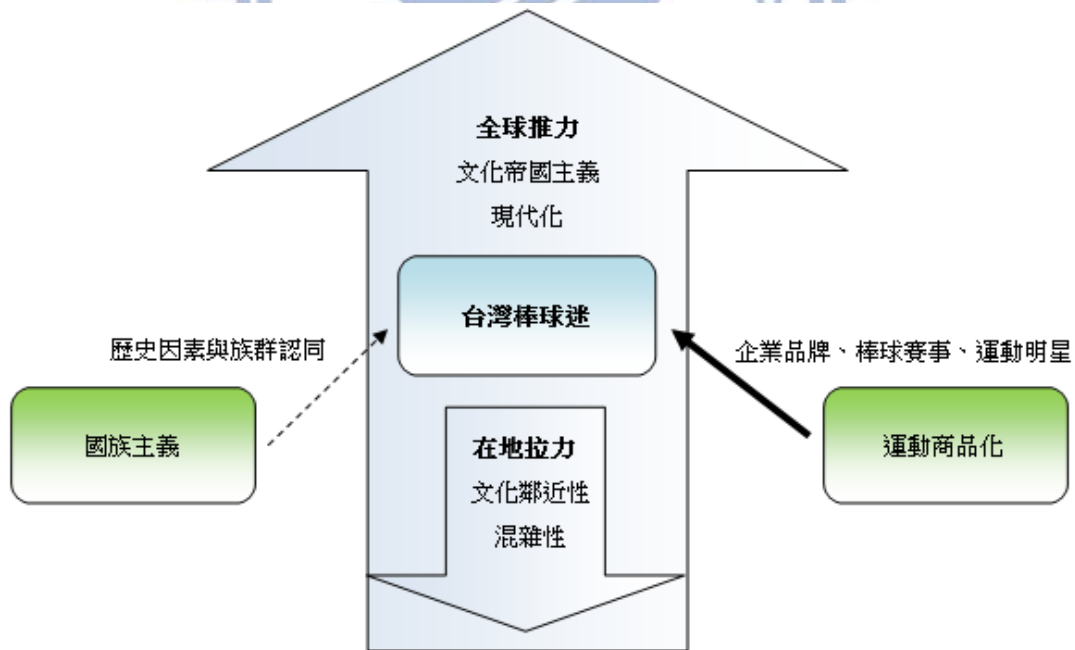 全球推力
文化帝國主義
現代化
台灣棒球迷
歷史因素與族群認同
企業品牌、棒球賽事、運動明星
國族主義
在地拉力
文化鄰近性
混雜性
運動商品化